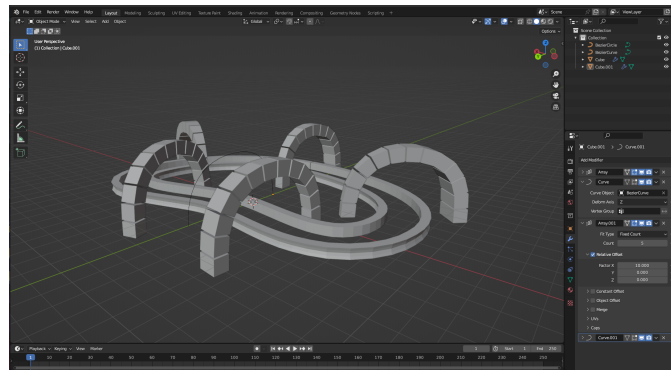 File Edit Render Window Help Layout Modeling Sculpting UV Editing Texture Paint Shading Animation Rendering Compositing Geometry Nodes Scripting + Scene ViewLayer
Object Mode View Select Add Object Global
Options
User Perspective
(1) Collection | Cube.001
Scene Collection
Collection
BezierCircle
BezierCurve
Cube
Cube.001
Cube.001 > Curve.001
Add Modifier
Array
Curve
Curve Object BezierCurve
Deform Axis Z
Vertex Group
Array.001
Fit Type Fixed Count
Count 5
Relative Offset
Factor X 10.000
Y 0.000
Z 0.000
Constant Offset
Object Offset
Merge
UVs
Caps
Curve.001
Playback Keying View Marker 1 Start 1 End 250
1 10 20 30 40 50 60 70 80 90 100 110 120 130 140 150 160 170 180 190 200 210 220 230 240 250